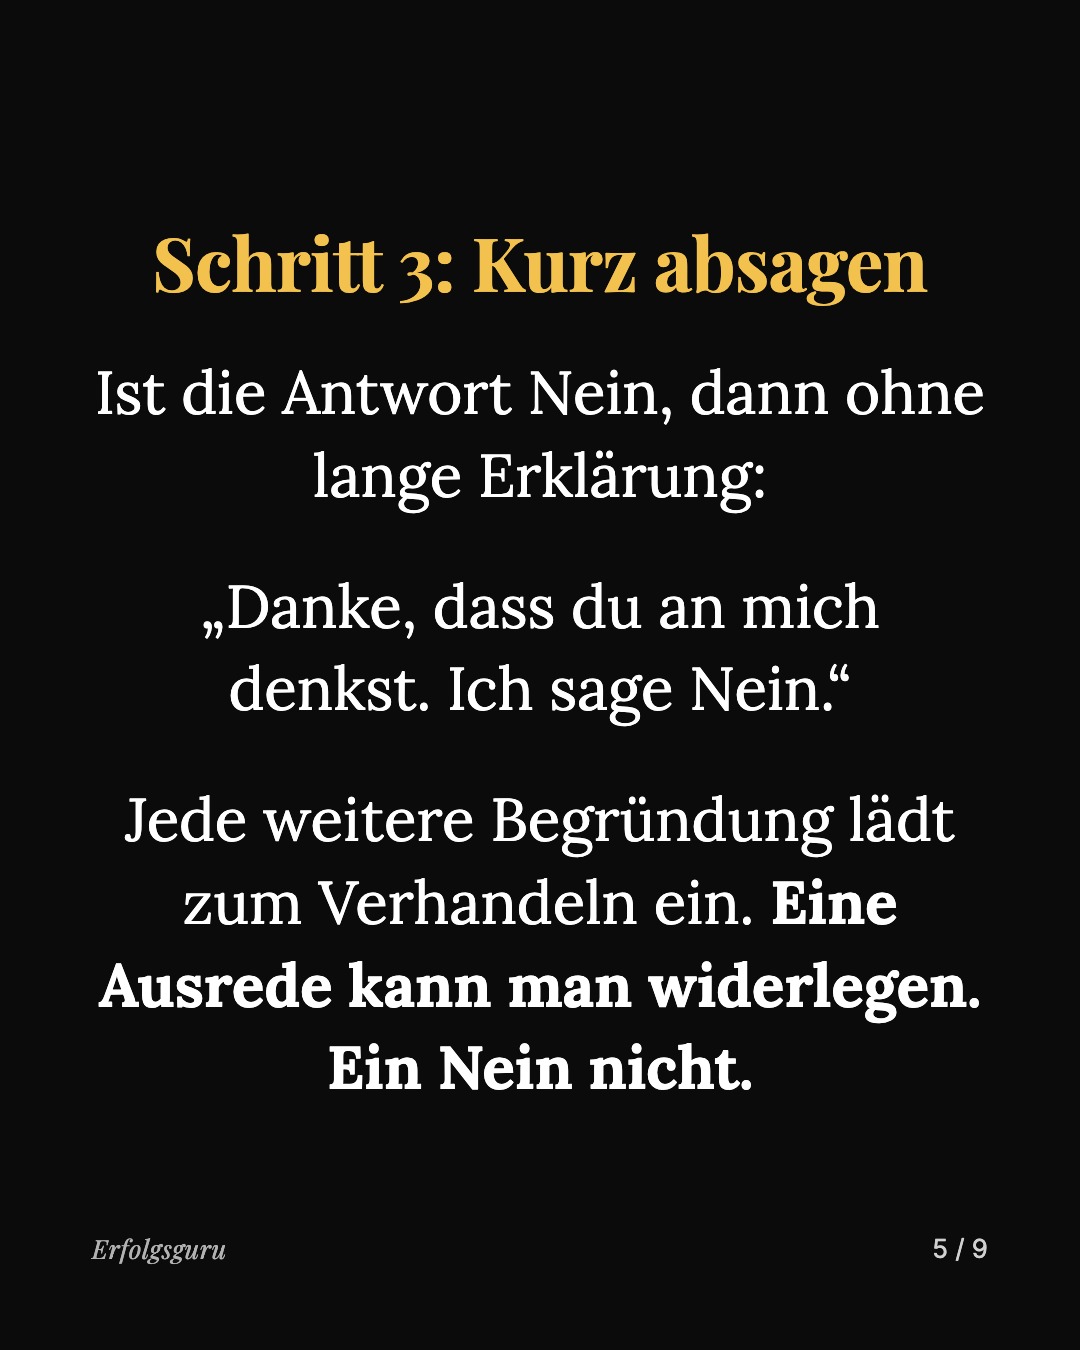 Schritt 3: Kurz absagen
Ist die Antwort Nein, dann ohne
lange Erklärung:
„Danke, dass du an mich
denkst. Ich sage Nein.“
Jede weitere Begründung lädt
zum Verhandeln ein. Eine
Ausrede kann man widerlegen.
Ein Nein nicht.
Erfolgsguru
5 / 9